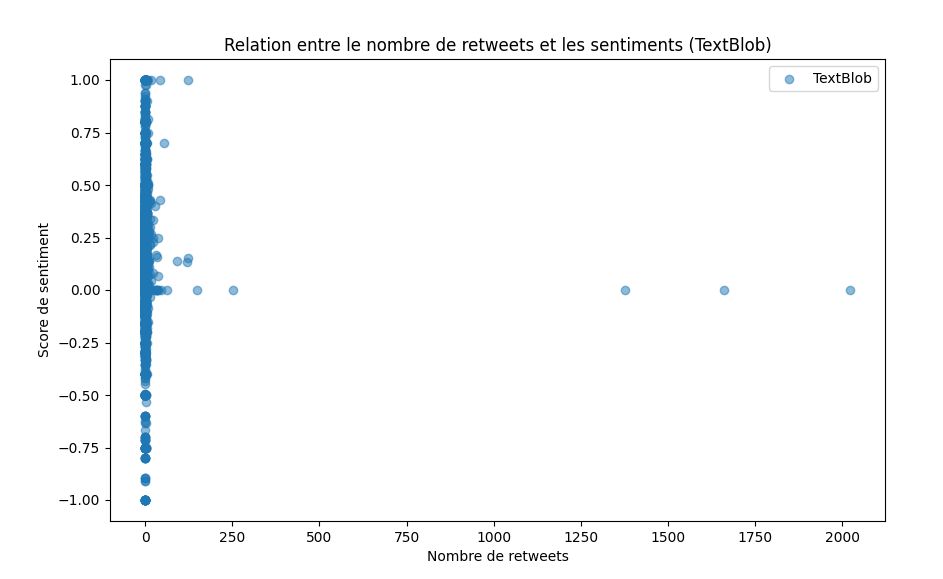 Relation entre le nombre de retweets et les sentiments (TextBlob)
TextBlob
1.00
0.75
0.50
0.25
0.00
−0.25
−0.50
−0.75
−1.00
Score de sentiment
0 250 500 750 1000 1250 1500 1750 2000
Nombre de retweets